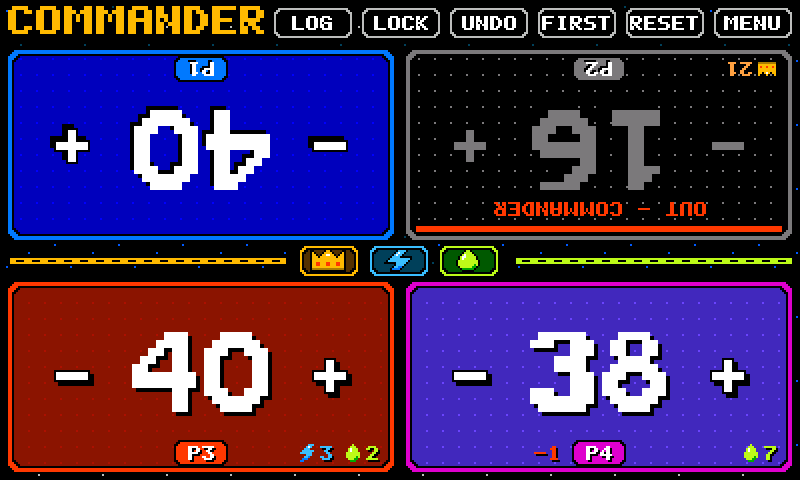 COMMANDER LOG LOCK UNDO FIRST RESET MENU
P1
- 40 +
P2
21
- 16 +
OUT - COMMANDER
- 40 +
P3
3 2
- 38 +
-1 P4 7